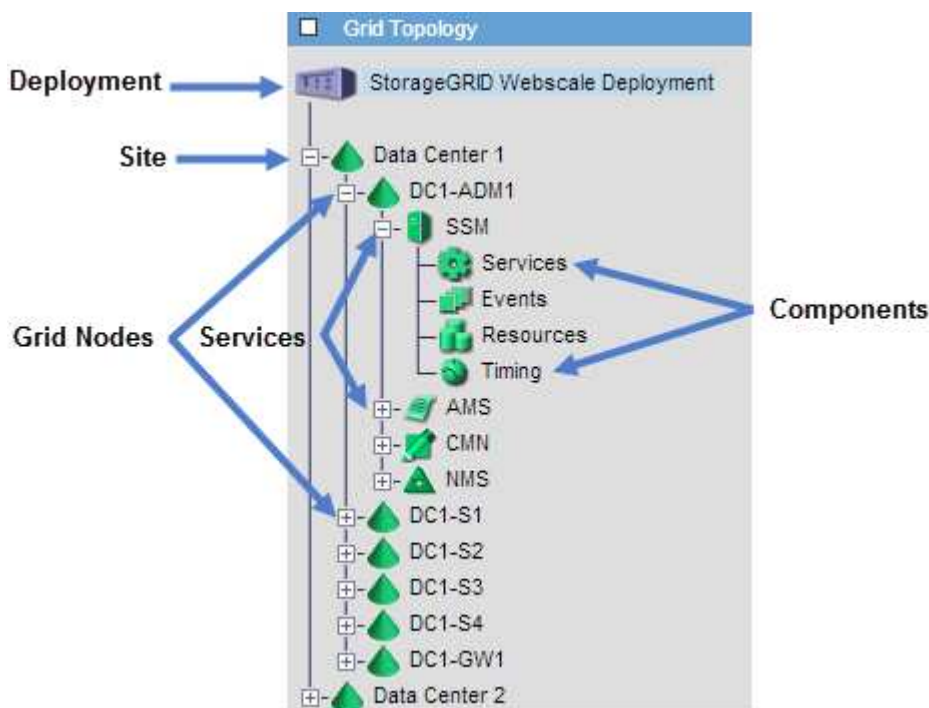 Grid Topology
Deployment
StorageGRID Webscale Deployment
Site
Data Center 1
DC1-ADM1
SSM
Services
Events
Components
Grid Nodes
Services
Resources
Timing
AMS
CMN
NMS
DC1-S1
DC1-S2
DC1-S3
DC1-S4
DC1-GW1
Data Center 2